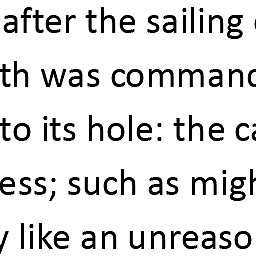 after the sailing
th was command
to its hole: the ca
ess; such as migh
y like an unreaso